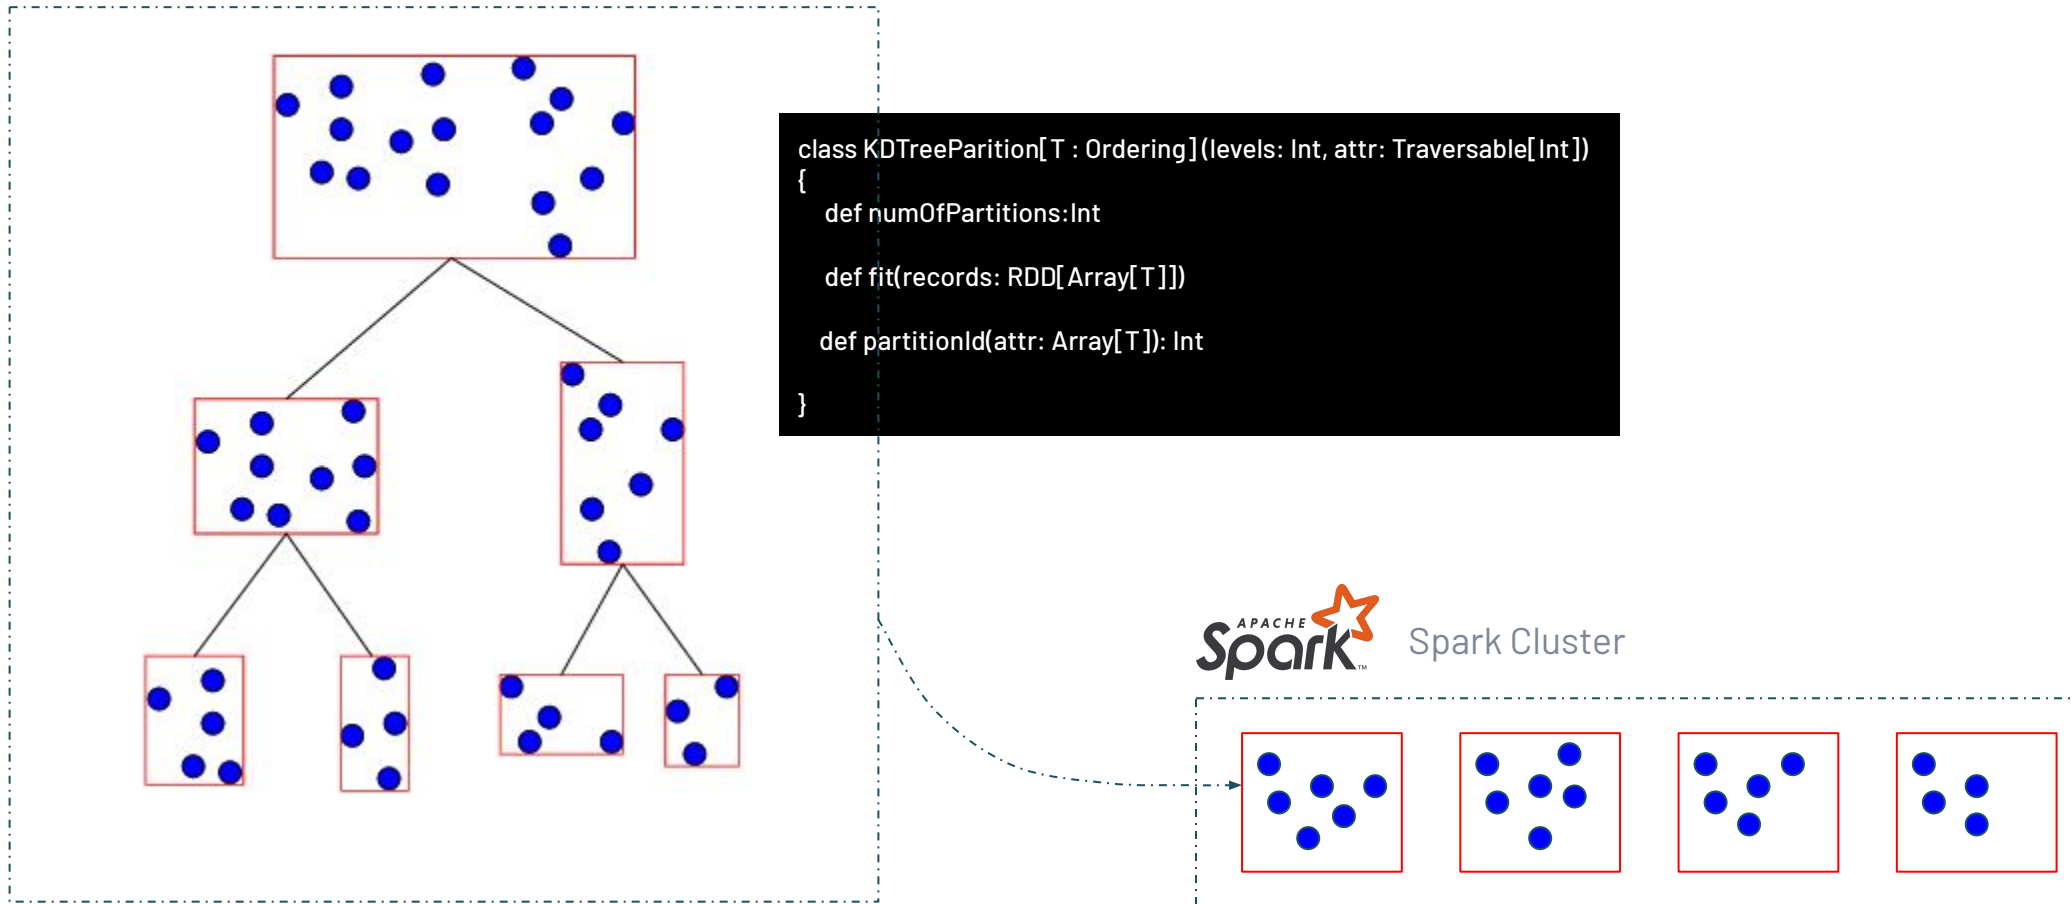 class KDTreeParition[T : Ordering](levels: Int, attr: Traversable[Int])
{
def numOfPartitions:Int
def fit(records: RDD[Array[T]])
def partitionId(attr: Array[T]): Int
}
APACHE
Spark™
Spark Cluster